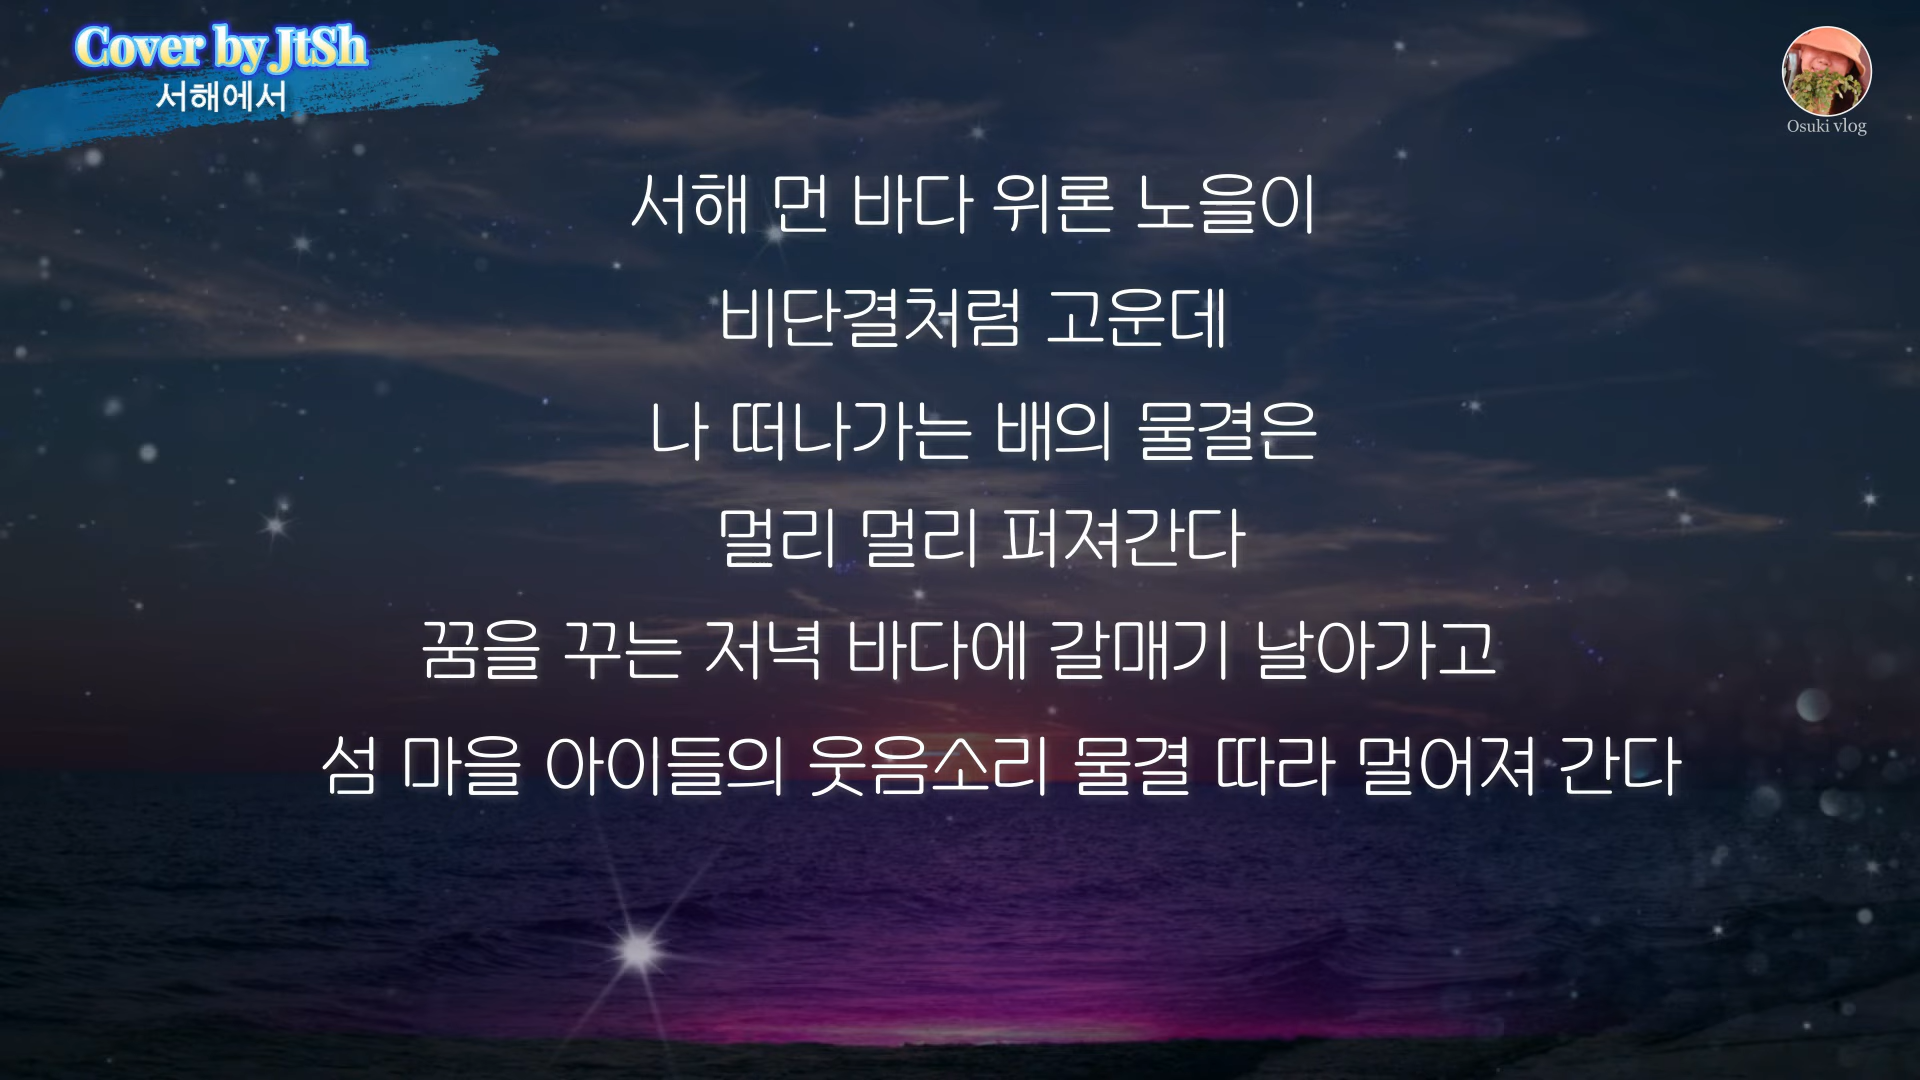 Cover by JtSh
서해에서
Osuki vlog
서해 먼 바다 위론 노을이
비단결처럼 고운데
나 떠나가는 배의 물결은
멀리 멀리 퍼져간다
꿈을 꾸는 저녁 바다에 갈매기 날아가고
섬 마을 아이들의 웃음소리 물결 따라 멀어져 간다